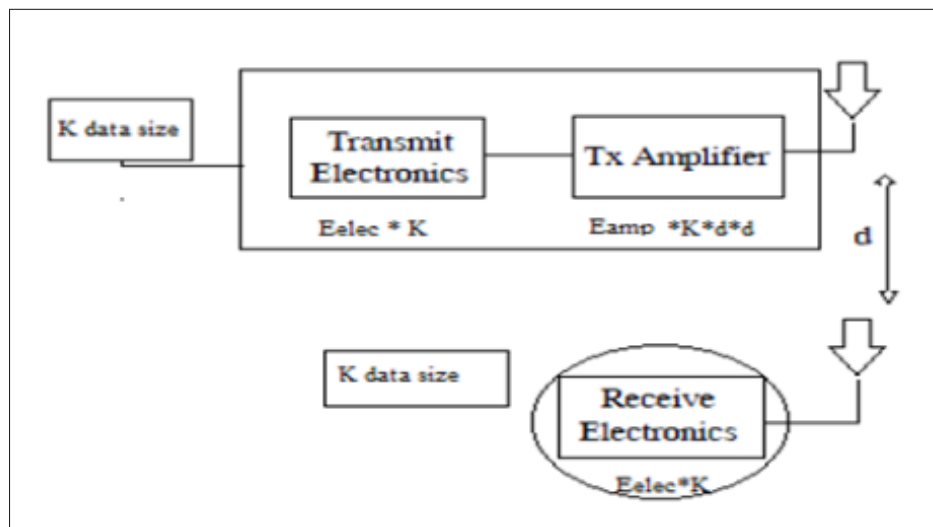 K data size
Transmit
Electronics
Tx Amplifier
Eelec * K
Eamp *K*d*d
d
K data size
Receive
Electronics
Eelec*K